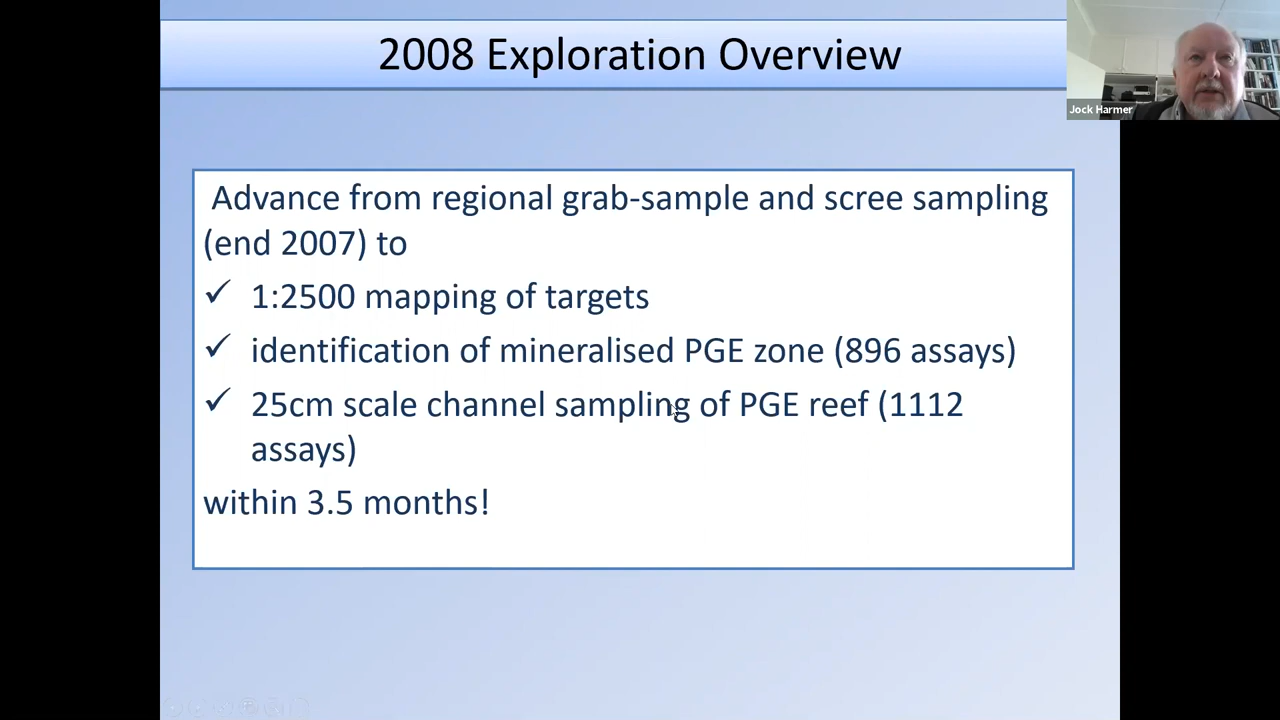 2008 Exploration Overview
Jock Harmer
Advance from regional grab-sample and scree sampling
(end 2007) to
✓ 1:2500 mapping of targets
✓ identification of mineralised PGE zone (896 assays)
✓ 25cm scale channel sampling of PGE reef (1112
assays)
within 3.5 months!